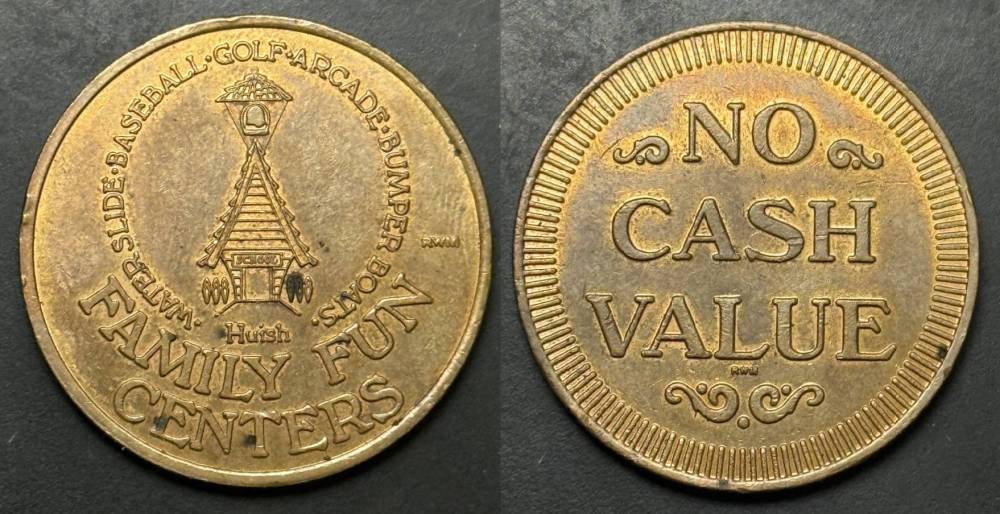 WATER SLIDE · BASEBALL · GOLF · ARCADE · BUMPER BOATS ·
SCHOOL
RWM
Huish
FAMILY FUN
CENTERS
NO
CASH
VALUE
RWM